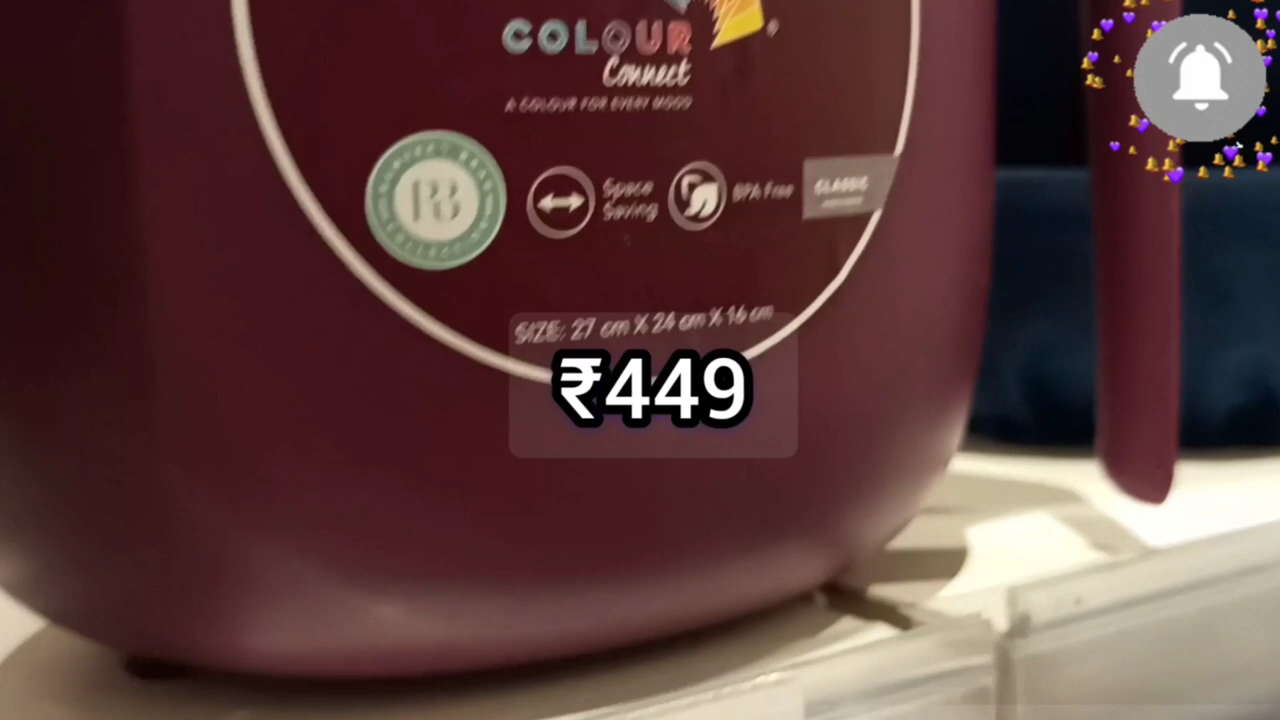 COLOUR
Connect
A COLOUR FOR EVERY MOOD
PB
Space
Saving
BPA Free
CLASSIC
SIZE: 27 cm X 24 cm X 16 cm
₹449